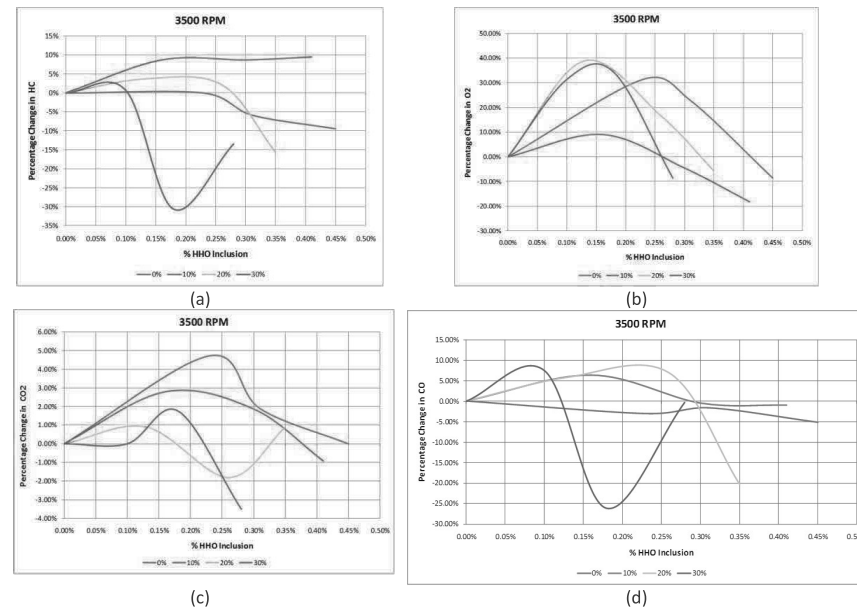 3500 RPM
Percentage Change in HC
15%
10%
5%
0%
-5%
-10%
-15%
-20%
-25%
-30%
-35%
0.00% 0.05% 0.10% 0.15% 0.20% 0.25% 0.30% 0.35% 0.40% 0.45% 0.50%
% HHO Inclusion
0% 10% 20% 30%
(a)
3500 RPM
Percentage Change in O2
50.00%
40.00%
30.00%
20.00%
10.00%
0.00%
-10.00%
-20.00%
-30.00%
0.00% 0.05% 0.10% 0.15% 0.20% 0.25% 0.30% 0.35% 0.40% 0.45% 0.50%
% HHO Inclusion
0% 10% 20% 30%
(b)
3500 RPM
Percentage Change in CO2
6.00%
5.00%
4.00%
3.00%
2.00%
1.00%
0.00%
-1.00%
-2.00%
-3.00%
-4.00%
0.00% 0.05% 0.10% 0.15% 0.20% 0.25% 0.30% 0.35% 0.40% 0.45% 0.50%
% HHO Inclusion
0% 10% 20% 30%
(c)
3500 RPM
Percentage Change in CO
15.00%
10.00%
5.00%
0.00%
-5.00%
-10.00%
-15.00%
-20.00%
-25.00%
-30.00%
0.00% 0.05% 0.10% 0.15% 0.20% 0.25% 0.30% 0.35% 0.40% 0.45%
% HHO Inclusion
0% 10% 20% 30%
(d)